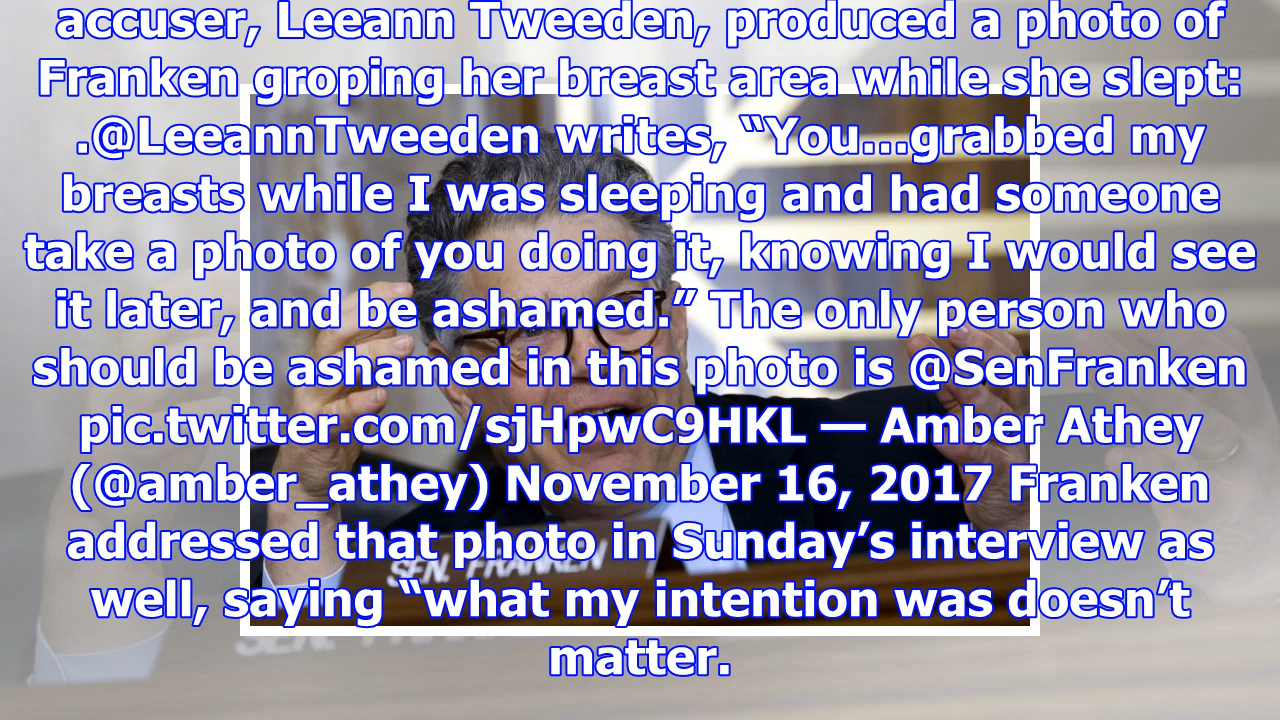 accuser, Leeann Tweeden, produced a photo of
Franken groping her breast area while she slept:
.@LeeannTweeden writes, “You...grabbed my
breasts while I was sleeping and had someone
take a photo of you doing it, knowing I would see
it later, and be ashamed.” The only person who
should be ashamed in this photo is @SenFranken
pic.twitter.com/sjHpwC9HKL — Amber Athey
(@amber_athey) November 16, 2017 Franken
addressed that photo in Sunday’s interview as
well, saying “what my intention was doesn’t
matter.
SEN. FRANKEN